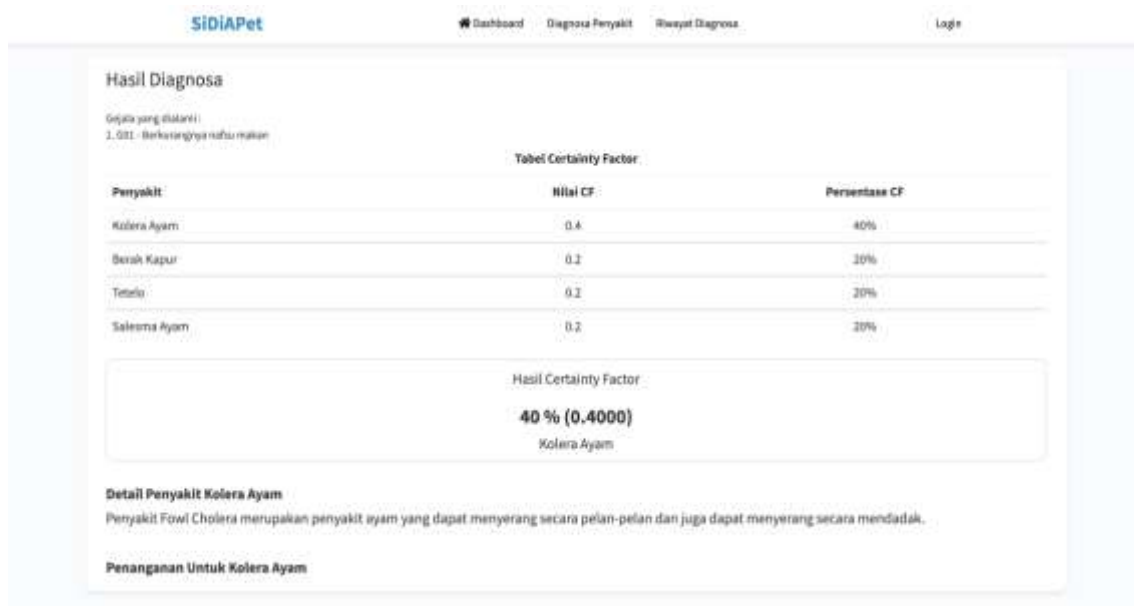 SiDiAPet
Dashboard Diagnosa Penyakit Riwayat Diagnosa Login
Hasil Diagnosa
Gejala yang dialami :
1. G01 - Berkurangnya nafsu makan
Tabel Certainty Factor
Penyakit Nilai CF Persentase CF
Kolera Ayam 0.4 40%
Berak Kapur 0.2 20%
Tetelo 0.2 20%
Salesma Ayam 0.2 20%
Hasil Certainty Factor
40 % (0.4000)
Kolera Ayam
Detail Penyakit Kolera Ayam
Penyakit Fowl Cholera merupakan penyakit ayam yang dapat menyerang secara pelan-pelan dan juga dapat menyerang secara mendadak.
Penanganan Untuk Kolera Ayam